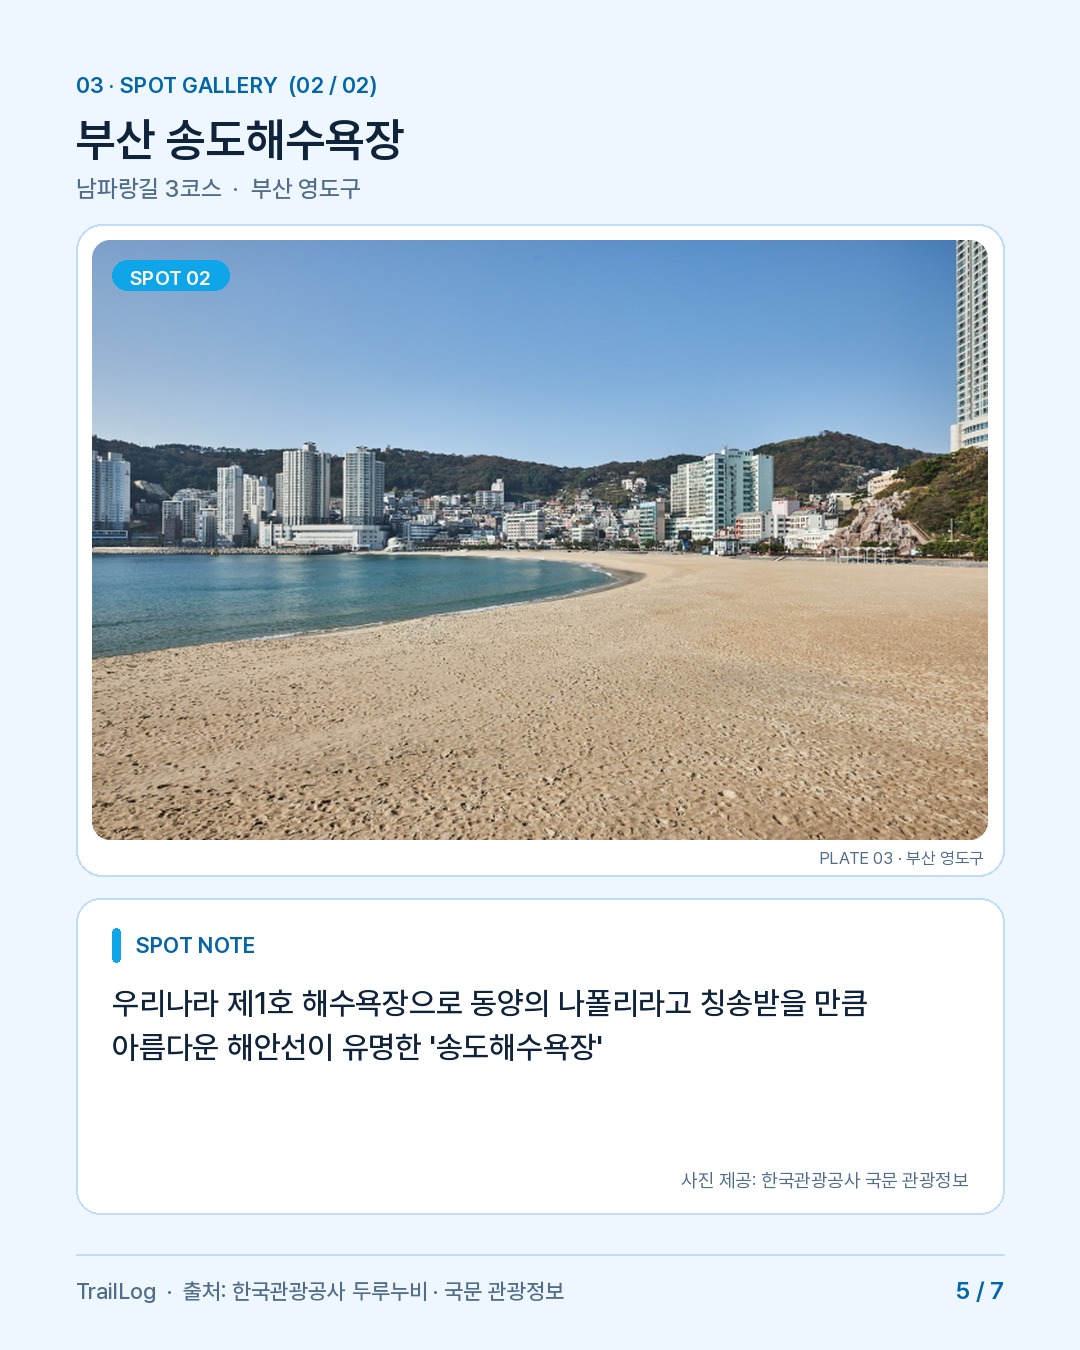 03 · SPOT GALLERY (02 / 02)
부산 송도해수욕장
남파랑길 3코스 · 부산 영도구
SPOT 02
PLATE 03 · 부산 영도구
SPOT NOTE
우리나라 제1호 해수욕장으로 동양의 나폴리라고 칭송받을 만큼
아름다운 해안선이 유명한 '송도해수욕장'
사진 제공: 한국관광공사 국문 관광정보
TrailLog · 출처: 한국관광공사 두루누비 · 국문 관광정보
5 / 7